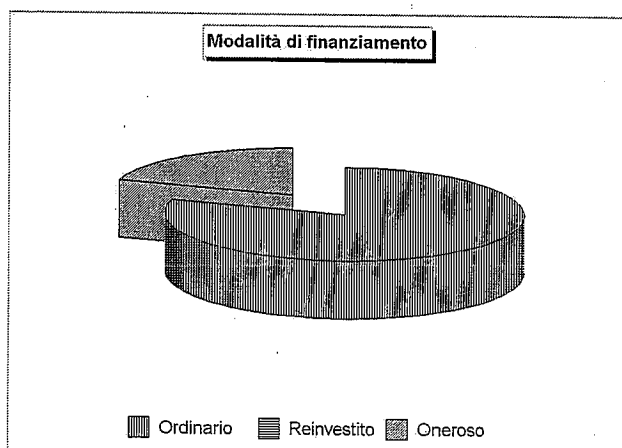 Modalità di finanziamento
Ordinario Reinvestito Oneroso